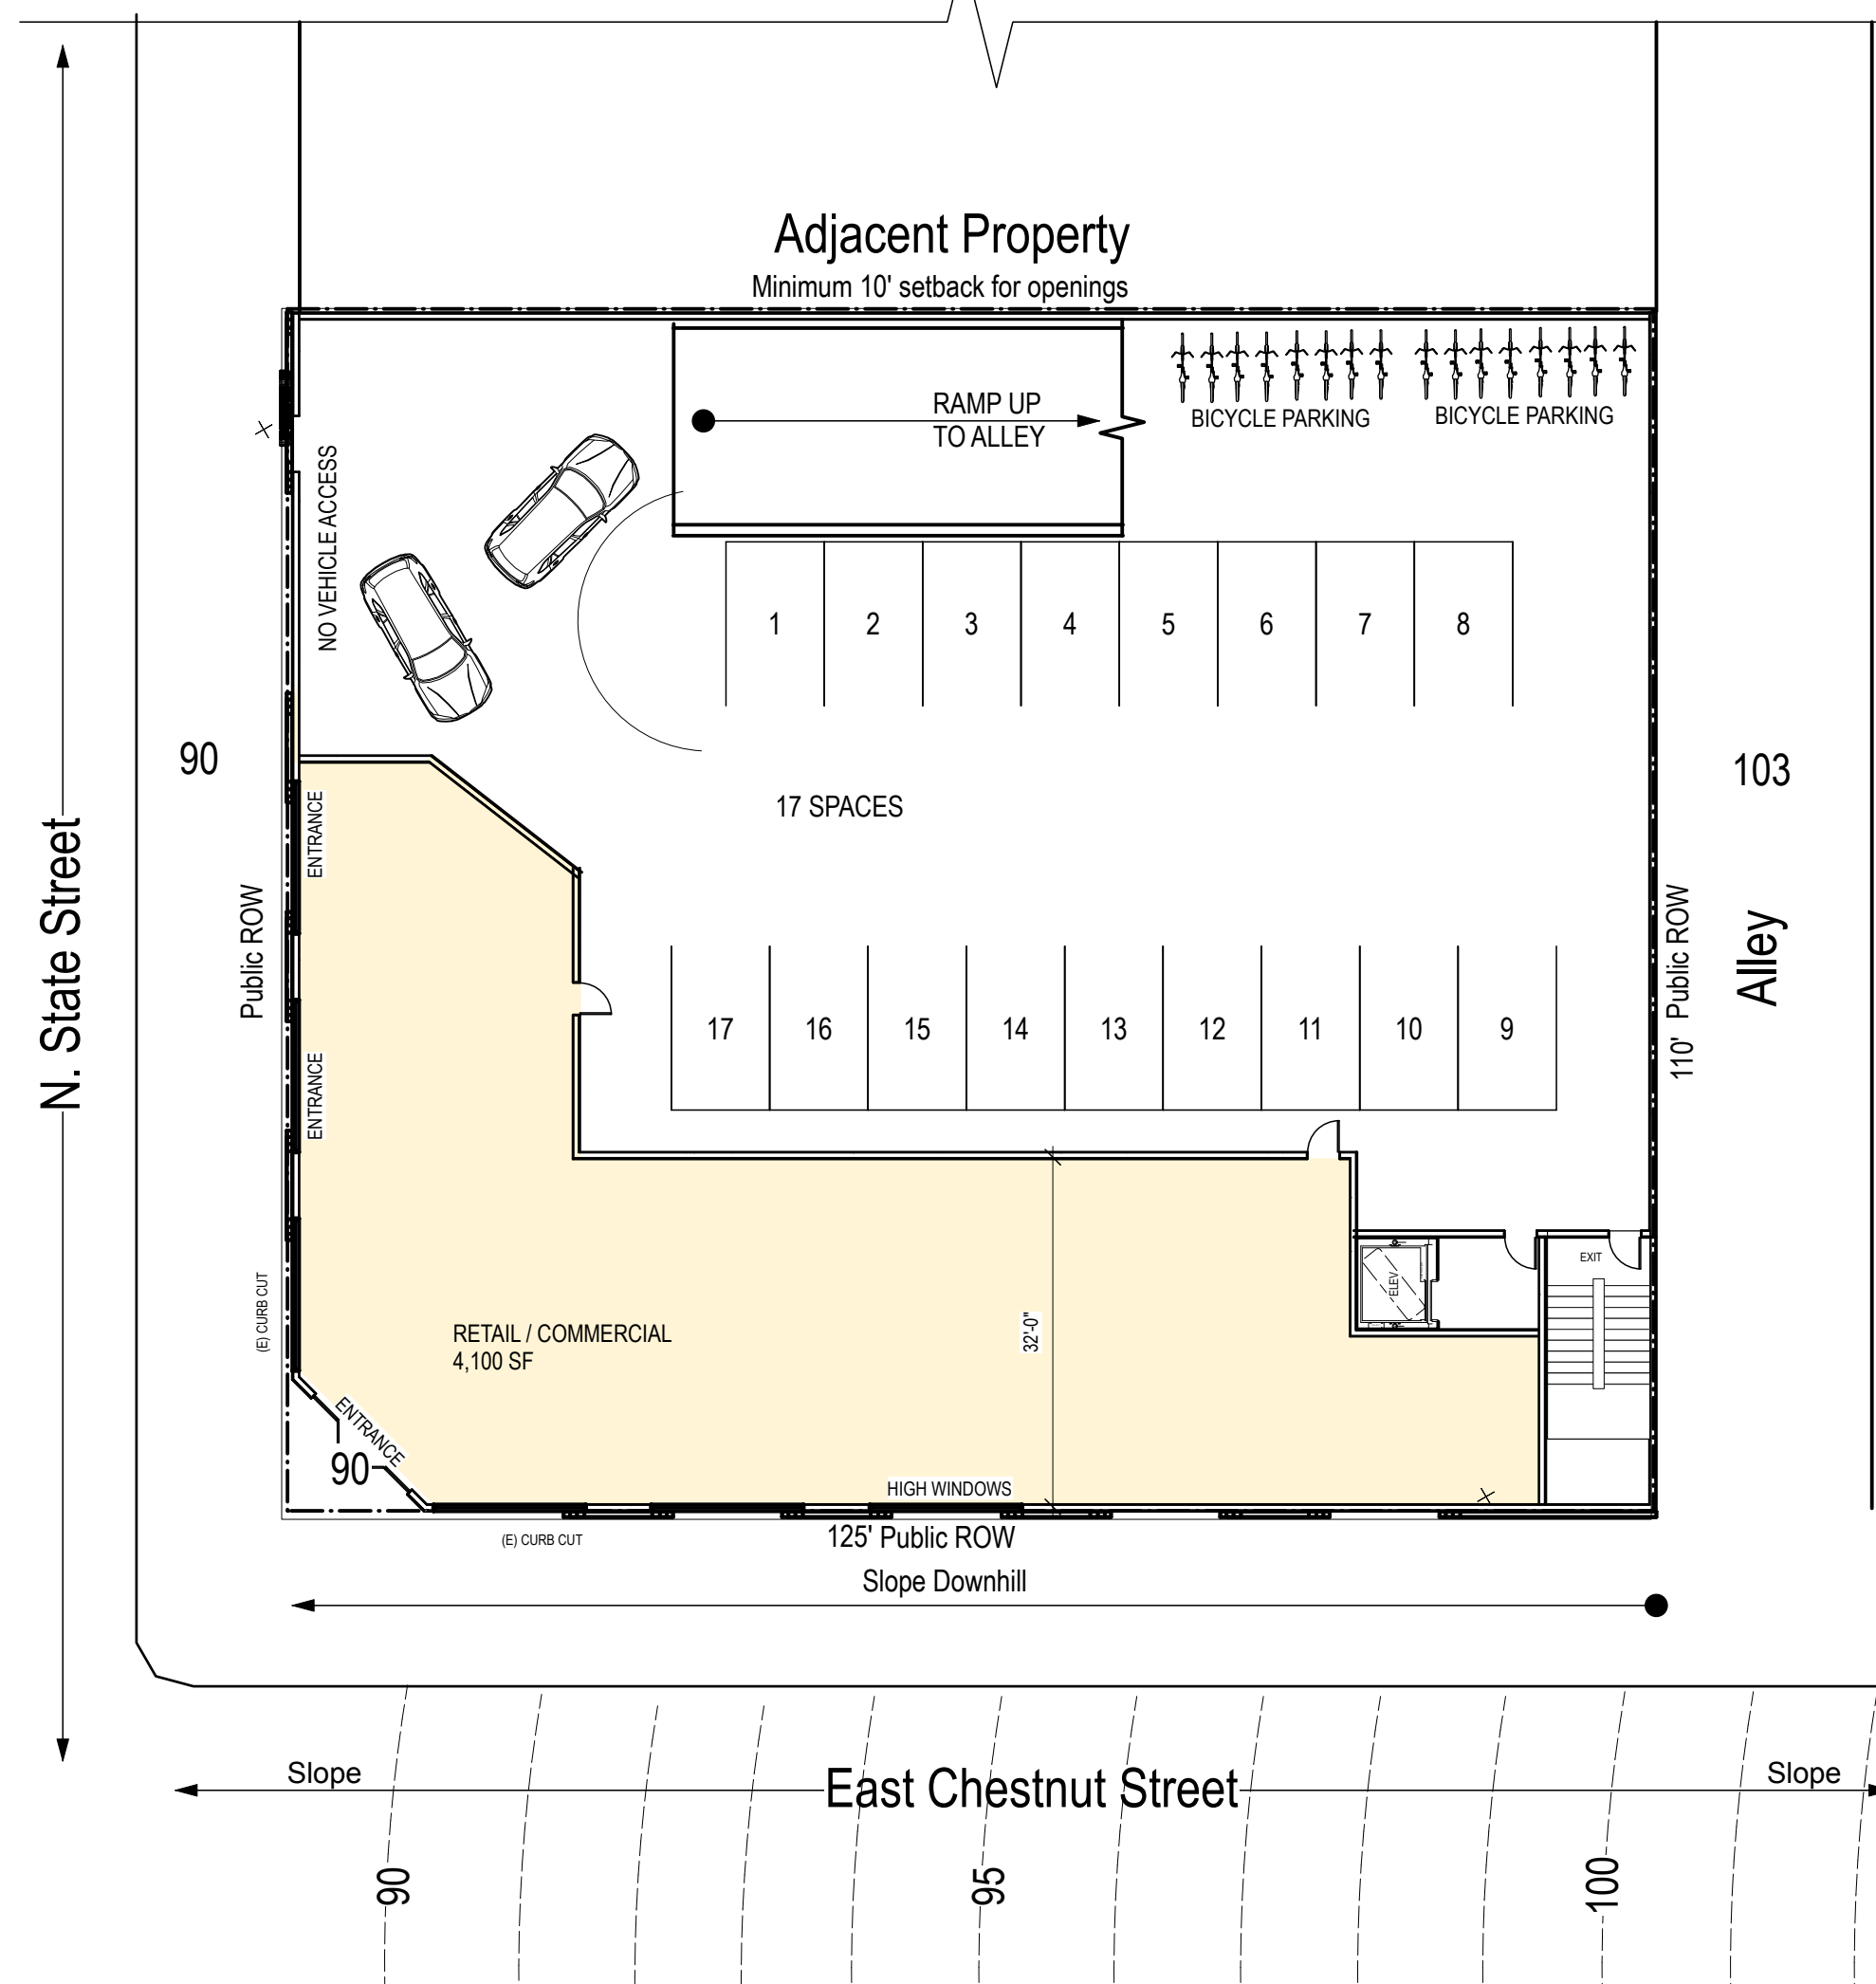 Adjacent Property
Minimum 10' setback for openings
RAMP UP
TO ALLEY
BICYCLE PARKING
BICYCLE PARKING
NO VEHICLE ACCESS
1
2
3
4
5
6
7
8
90
103
17 SPACES
ENTRANCE
N. State Street
Public ROW
110' Public ROW
Alley
17
16
15
14
13
12
11
10
9
ENTRANCE
EXIT
ELEV
(E) CURB CUT
RETAIL / COMMERCIAL
4,100 SF
32'-0"
ENTRANCE
90
HIGH WINDOWS
(E) CURB CUT
125' Public ROW
Slope Downhill
Slope
East Chestnut Street
Slope
90
95
100